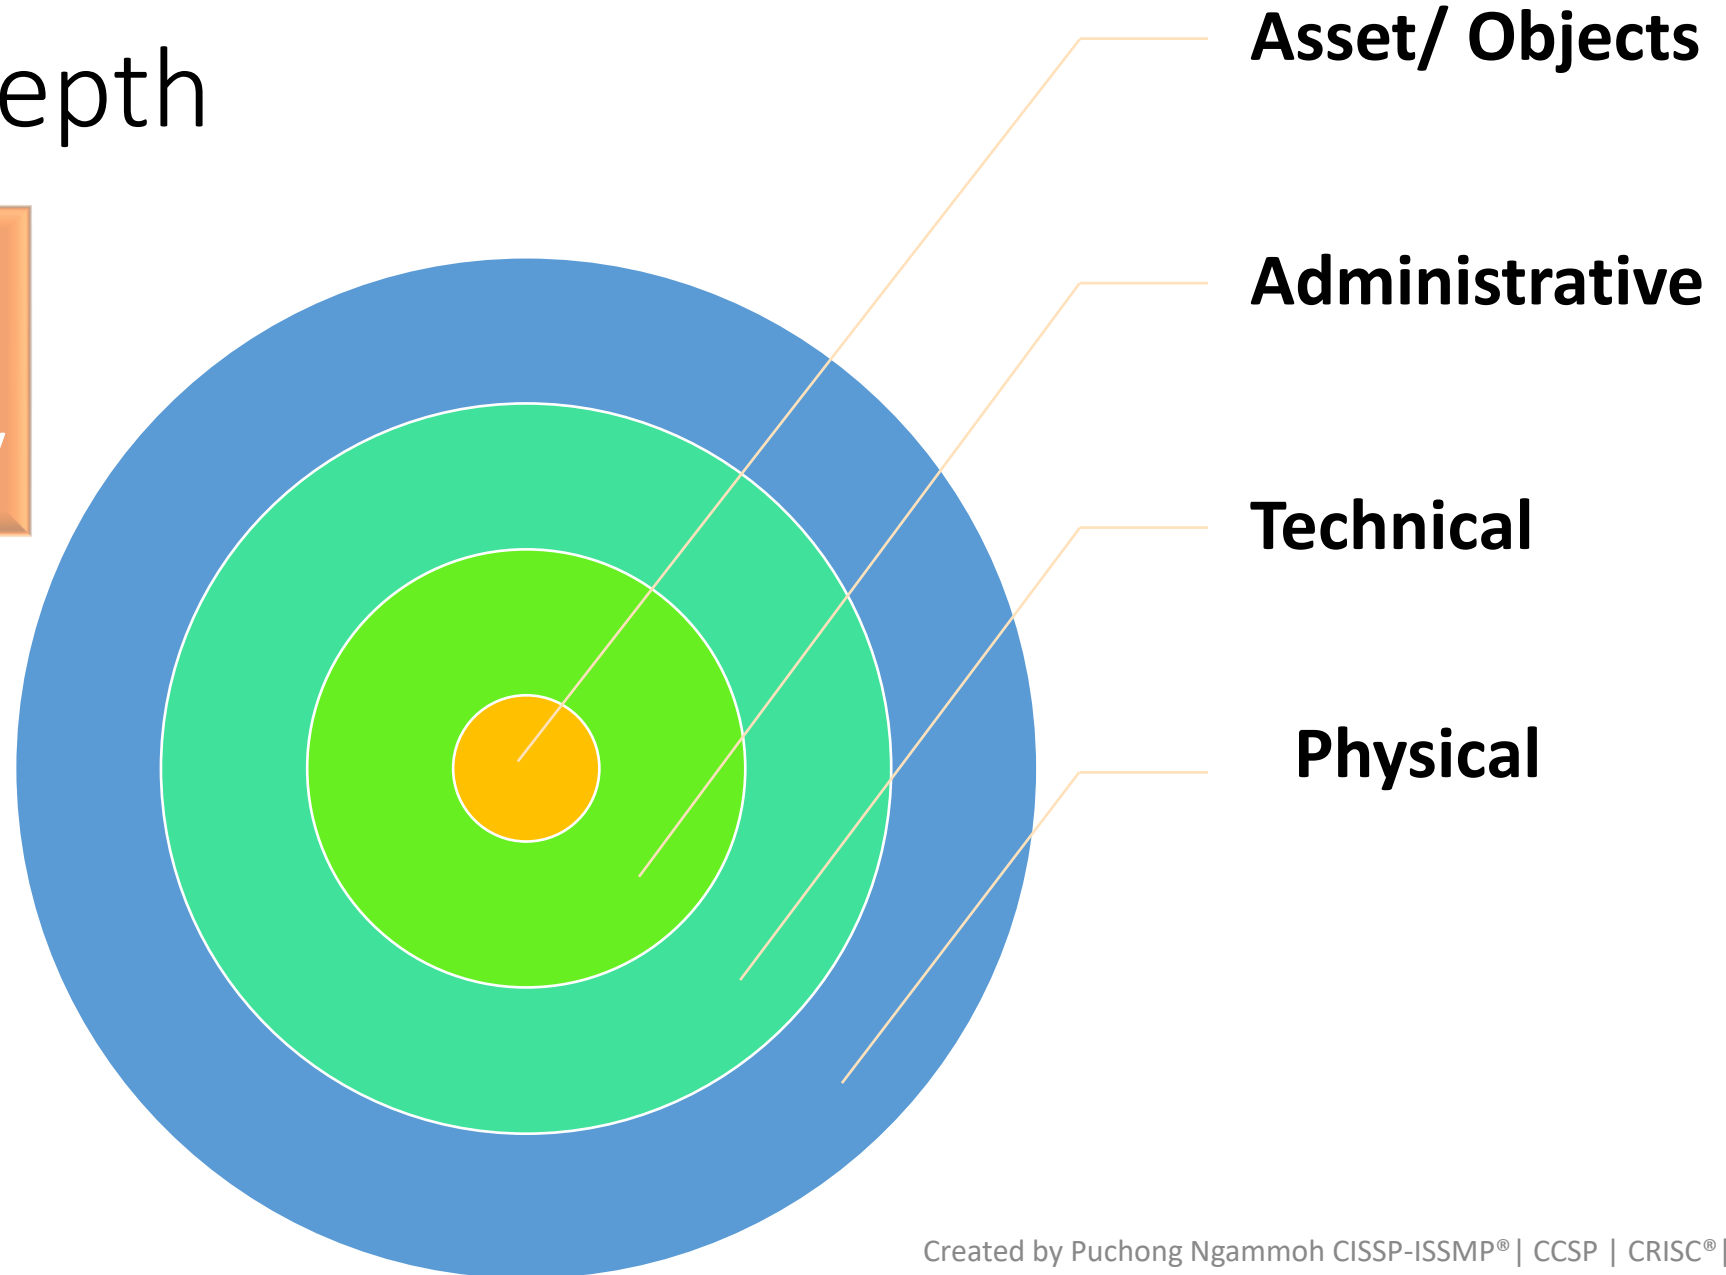 epth
Asset/ Objects
Administrative
Technical
Physical
Created by Puchong Ngammoh CISSP-ISSMP®| CCSP | CRISC®|